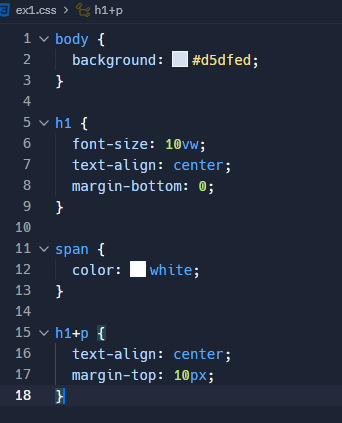 ex1.css > h1+p
1 body {
2 background: #d5dfed;
3 }
4
5 h1 {
6 font-size: 10vw;
7 text-align: center;
8 margin-bottom: 0;
9 }
10
11 span {
12 color: white;
13 }
14
15 h1+p {
16 text-align: center;
17 margin-top: 10px;
18 }